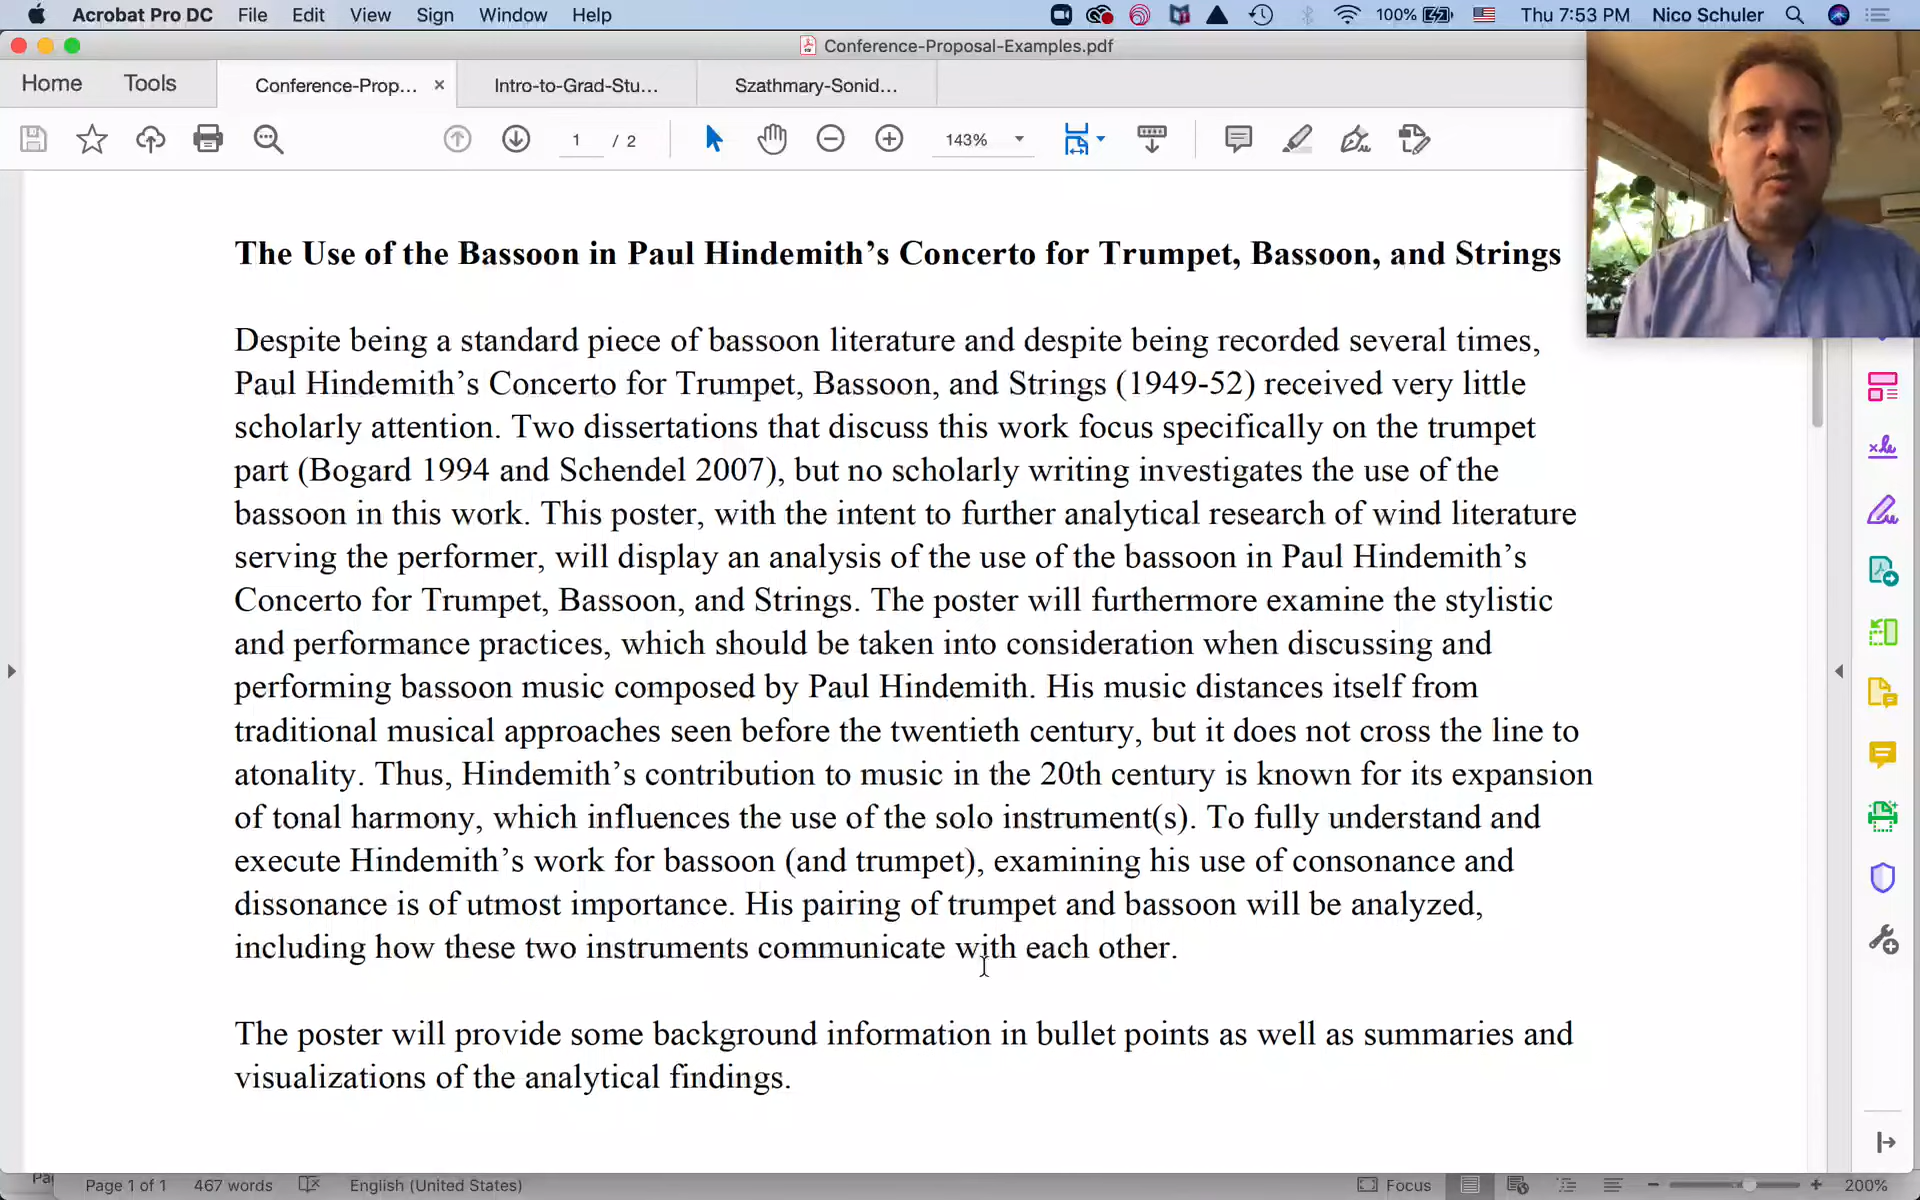 Acrobat Pro DC File Edit View Sign Window Help 100% Thu 7:53 PM Nico Schuler
Conference-Proposal-Examples.pdf
Home Tools Conference-Prop... × Intro-to-Grad-Stu... Szathmary-Sonid...
1 / 2 143%
The Use of the Bassoon in Paul Hindemith’s Concerto for Trumpet, Bassoon, and Strings
Despite being a standard piece of bassoon literature and despite being recorded several times,
Paul Hindemith’s Concerto for Trumpet, Bassoon, and Strings (1949-52) received very little
scholarly attention. Two dissertations that discuss this work focus specifically on the trumpet
part (Bogard 1994 and Schendel 2007), but no scholarly writing investigates the use of the
bassoon in this work. This poster, with the intent to further analytical research of wind literature
serving the performer, will display an analysis of the use of the bassoon in Paul Hindemith’s
Concerto for Trumpet, Bassoon, and Strings. The poster will furthermore examine the stylistic
and performance practices, which should be taken into consideration when discussing and
performing bassoon music composed by Paul Hindemith. His music distances itself from
traditional musical approaches seen before the twentieth century, but it does not cross the line to
atonality. Thus, Hindemith’s contribution to music in the 20th century is known for its expansion
of tonal harmony, which influences the use of the solo instrument(s). To fully understand and
execute Hindemith’s work for bassoon (and trumpet), examining his use of consonance and
dissonance is of utmost importance. His pairing of trumpet and bassoon will be analyzed,
including how these two instruments communicate with each other.
The poster will provide some background information in bullet points as well as summaries and
visualizations of the analytical findings.
Page 1 of 1 467 words English (United States) Focus 200%